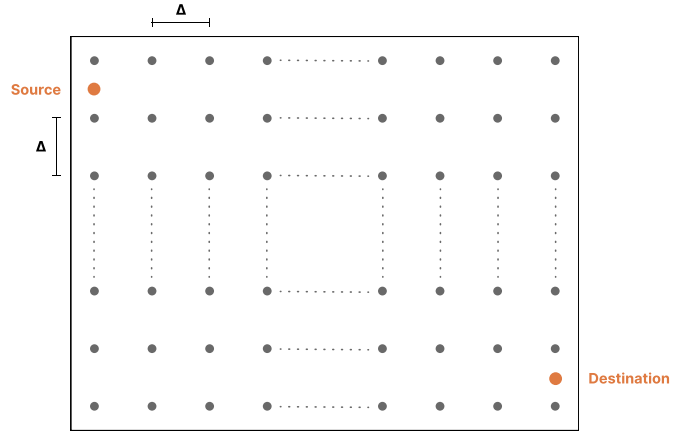 Δ
Source
Δ
Destination